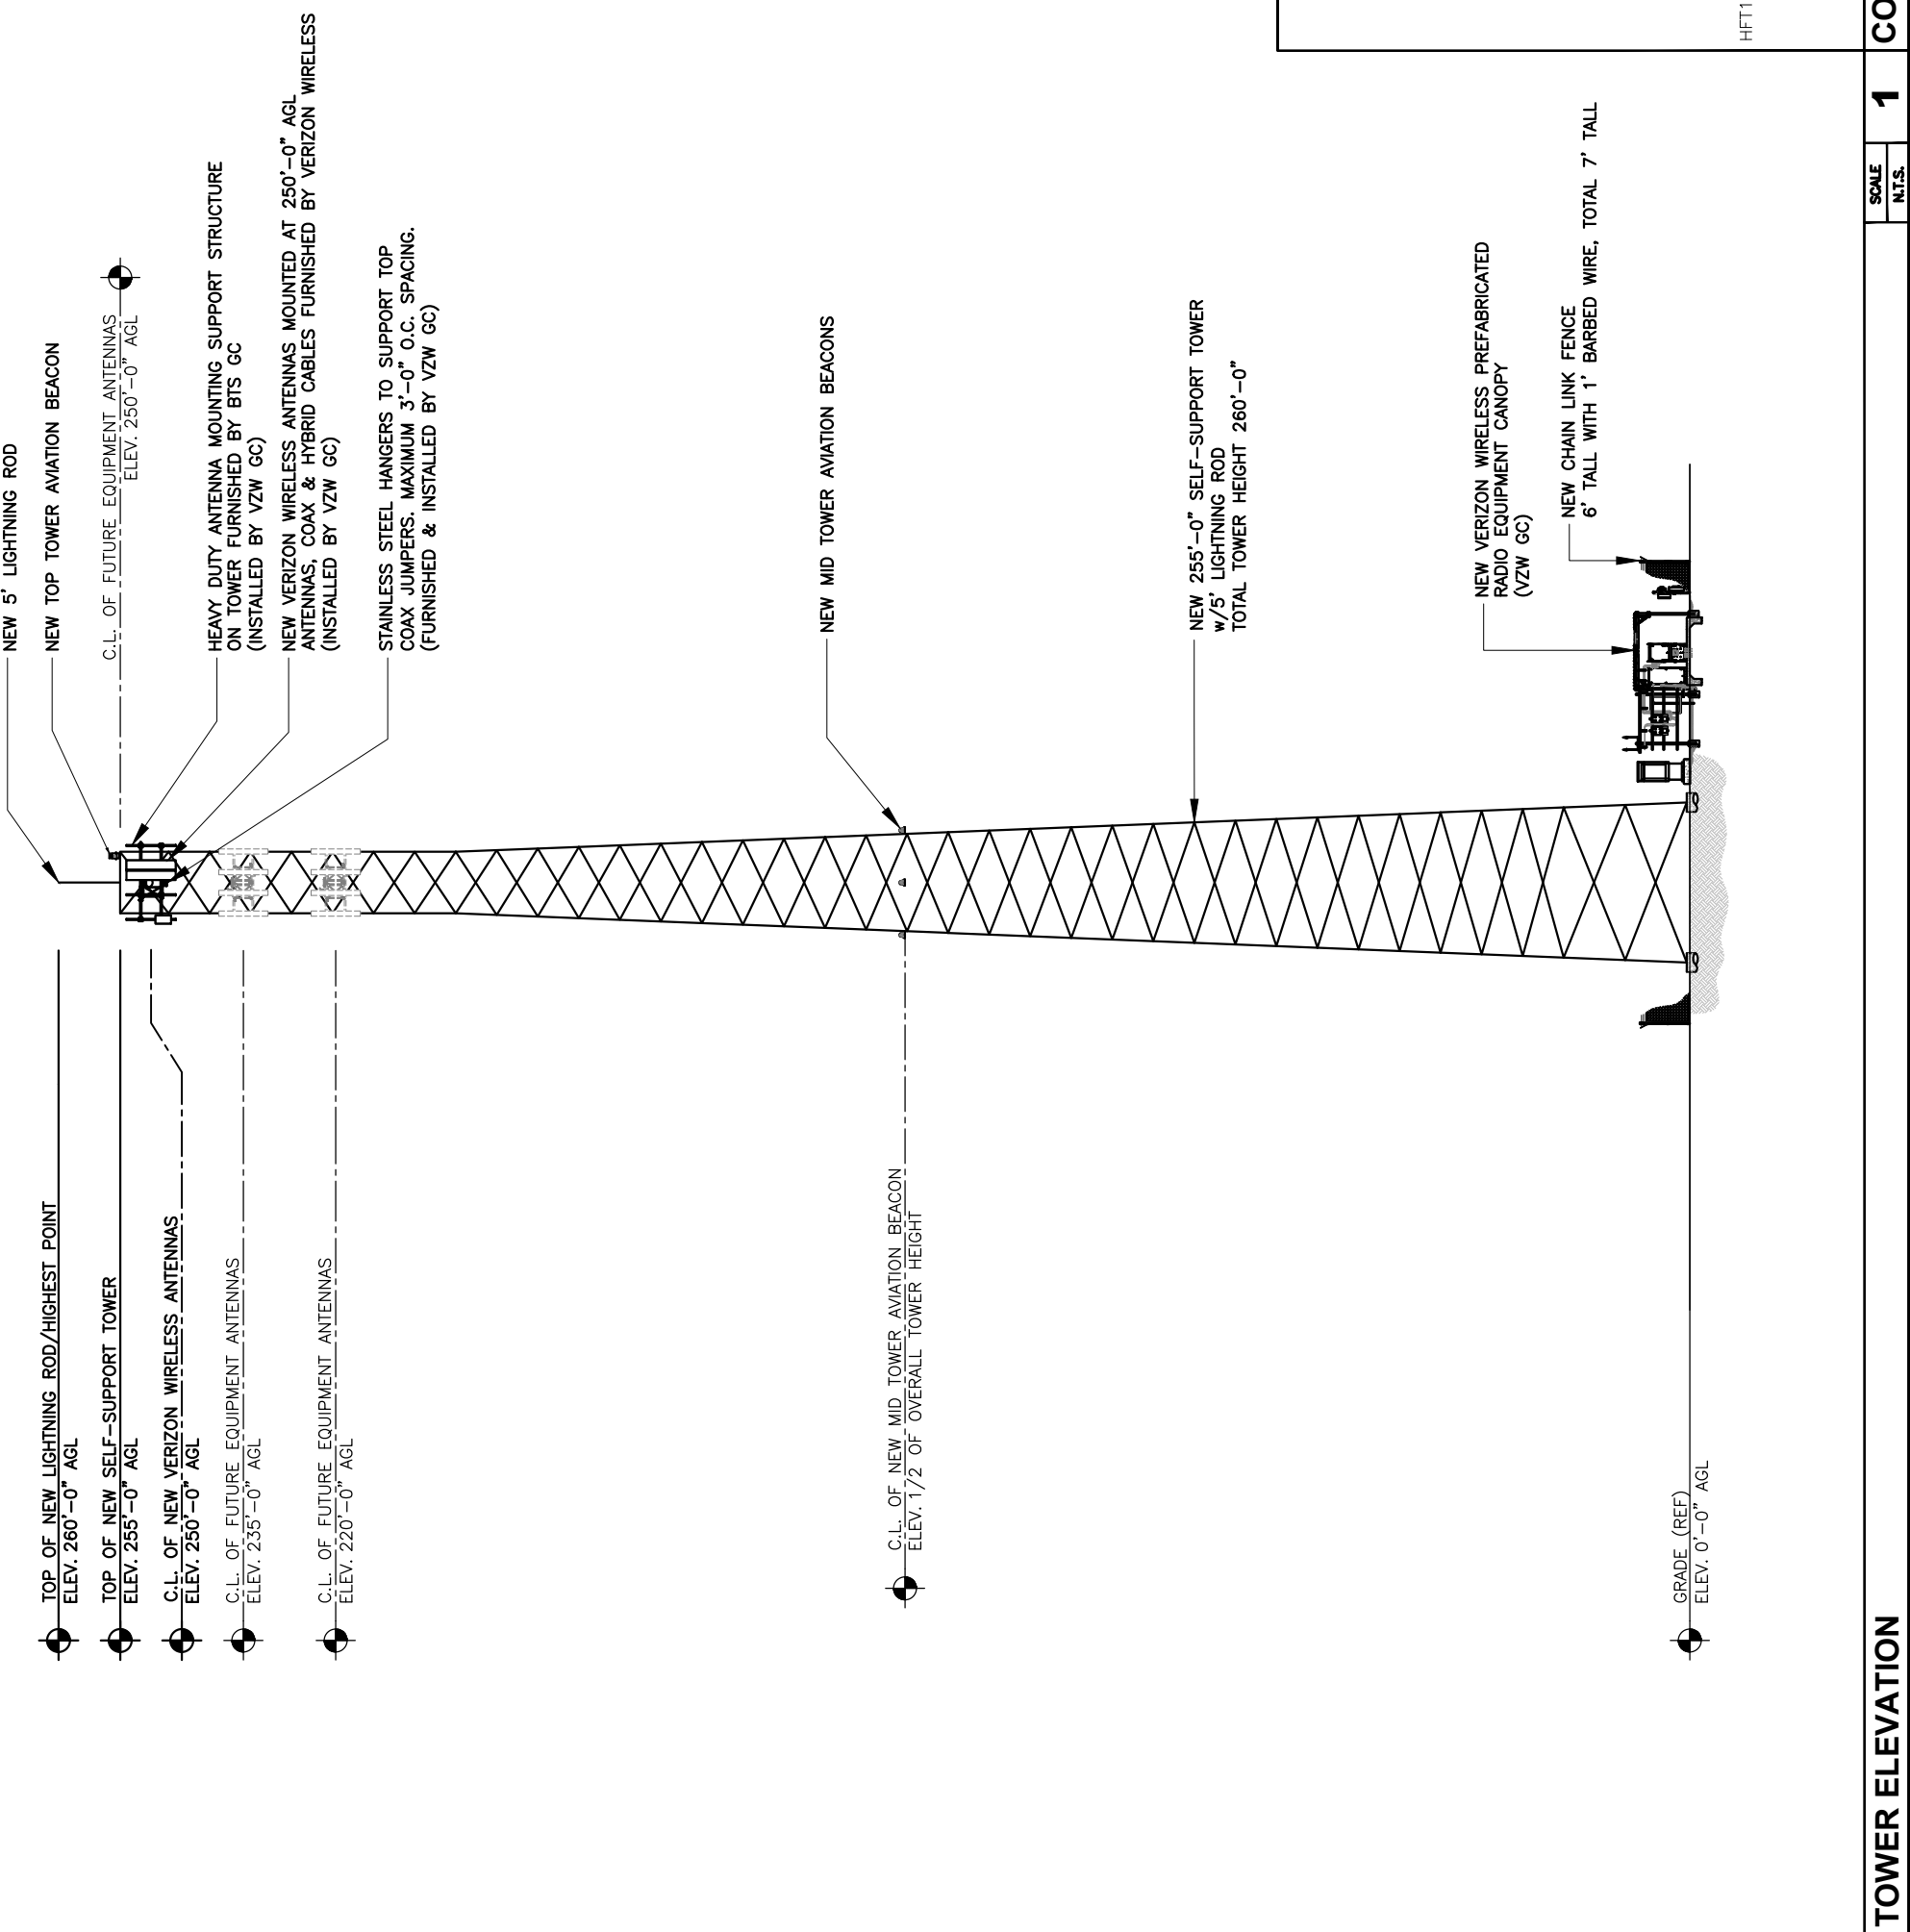 NEW 5' LIGHTNING ROD
NEW TOP TOWER AVIATION BEACON
C.L. OF FUTURE EQUIPMENT ANTENNAS
ELEV. 250'-0" AGL
HEAVY DUTY ANTENNA MOUNTING SUPPORT STRUCTURE
ON TOWER FURNISHED BY BTS GC
(INSTALLED BY VZW GC)
NEW VERIZON WIRELESS ANTENNAS MOUNTED AT 250'-0" AGL
ANTENNAS, COAX & HYBRID CABLES FURNISHED BY VERIZON WIRELESS
(INSTALLED BY VZW GC)
STAINLESS STEEL HANGERS TO SUPPORT TOP
COAX JUMPERS. MAXIMUM 3'-0" O.C. SPACING.
(FURNISHED & INSTALLED BY VZW GC)
NEW MID TOWER AVIATION BEACONS
NEW 255'-0" SELF-SUPPORT TOWER
w/5' LIGHTNING ROD
TOTAL TOWER HEIGHT 260'-0"
NEW VERIZON WIRELESS PREFABRICATED
RADIO EQUIPMENT CANOPY
(VZW GC)
NEW CHAIN LINK FENCE
6' TALL WITH 1' BARBED WIRE, TOTAL 7' TALL
TOP OF NEW LIGHTNING ROD/HIGHEST POINT
ELEV. 260'-0" AGL
TOP OF NEW SELF-SUPPORT TOWER
ELEV. 255'-0" AGL
C.L. OF NEW VERIZON WIRELESS ANTENNAS
ELEV. 250'-0" AGL
C.L. OF FUTURE EQUIPMENT ANTENNAS
ELEV. 235'-0" AGL
C.L. OF FUTURE EQUIPMENT ANTENNAS
ELEV. 220'-0" AGL
C.L. OF NEW MID TOWER AVIATION BEACON
ELEV. 1/2 OF OVERALL TOWER HEIGHT
GRADE (REF)
ELEV. 0'-0" AGL
HFT1
TOWER ELEVATION
SCALE
N.T.S.
1
CO